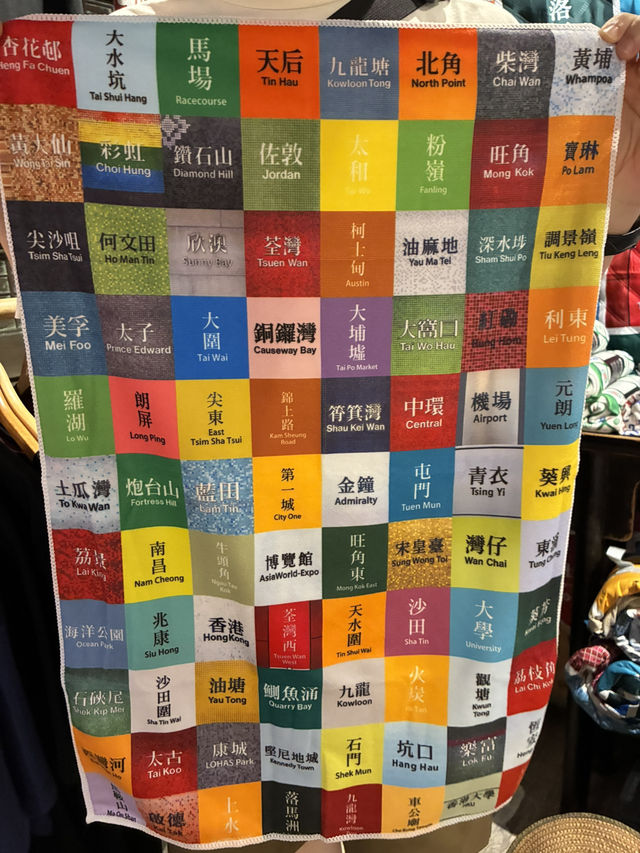 洛
杏花邨
Heng Fa Chuen
大水坑
Tai Shui Hang
馬場
Racecourse
天后
Tin Hau
九龍塘
Kowloon Tong
北角
North Point
柴灣
Chai Wan
黃埔
Whampoa
黃大仙
Wong Tai Sin
彩虹
Choi Hung
鑽石山
Diamond Hill
佐敦
Jordan
太和
Tai Wo
粉嶺
Fanling
旺角
Mong Kok
寶琳
Po Lam
尖沙咀
Tsim Sha Tsui
何文田
Ho Man Tin
欣澳
Sunny Bay
荃灣
Tsuen Wan
柯士甸
Austin
油麻地
Yau Ma Tei
深水埗
Sham Shui Po
調景嶺
Tiu Keng Leng
美孚
Mei Foo
太子
Prince Edward
大圍
Tai Wai
銅鑼灣
Causeway Bay
大埔墟
Tai Po Market
大窩口
Tai Wo Hau
紅磡
Hung Hom
利東
Lei Tung
羅湖
Lo Wu
朗屏
Long Ping
尖東
East
Tsim Sha Tsui
錦上路
Kam Sheung
Road
筲箕灣
Shau Kei Wan
中環
Central
機場
Airport
元朗
Yuen Long
土瓜灣
To Kwa Wan
炮台山
Fortress Hill
藍田
Lam Tin
第一城
City One
金鐘
Admiralty
屯門
Tuen Mun
青衣
Tsing Yi
葵興
Kwai Hing
荔景
Lai King
南昌
Nam Cheong
牛頭角
Ngau Tau
Kok
博覽館
AsiaWorld-Expo
旺角東
Mong Kok East
宋皇臺
Sung Wong Toi
灣仔
Wan Chai
東涌
Tung Chung
海洋公園
Ocean Park
兆康
Siu Hong
香港
HongKong
荃灣西
Tsuen Wan
West
天水圍
Tin Shui Wai
沙田
Sha Tin
大學
University
葵芳
Kwai Fong
石硤尾
Shek Kip Mei
沙田圍
Sha Tin Wai
油塘
Yau Tong
鰂魚涌
Quarry Bay
九龍
Kowloon
火炭
Fo Tan
觀塘
Kwun
Tong
荔枝角
Lai Chi Kok
太古
Tai Koo
康城
LOHAS Park
堅尼地城
Kennedy Town
石門
Shek Mun
坑口
Hang Hau
樂富
Lok Fu
恆安
Heng
Ma On Shan
啟德
Kai Tak
上水
落馬洲
九龍灣
Kowloon
車公廟
香港大學
HKU